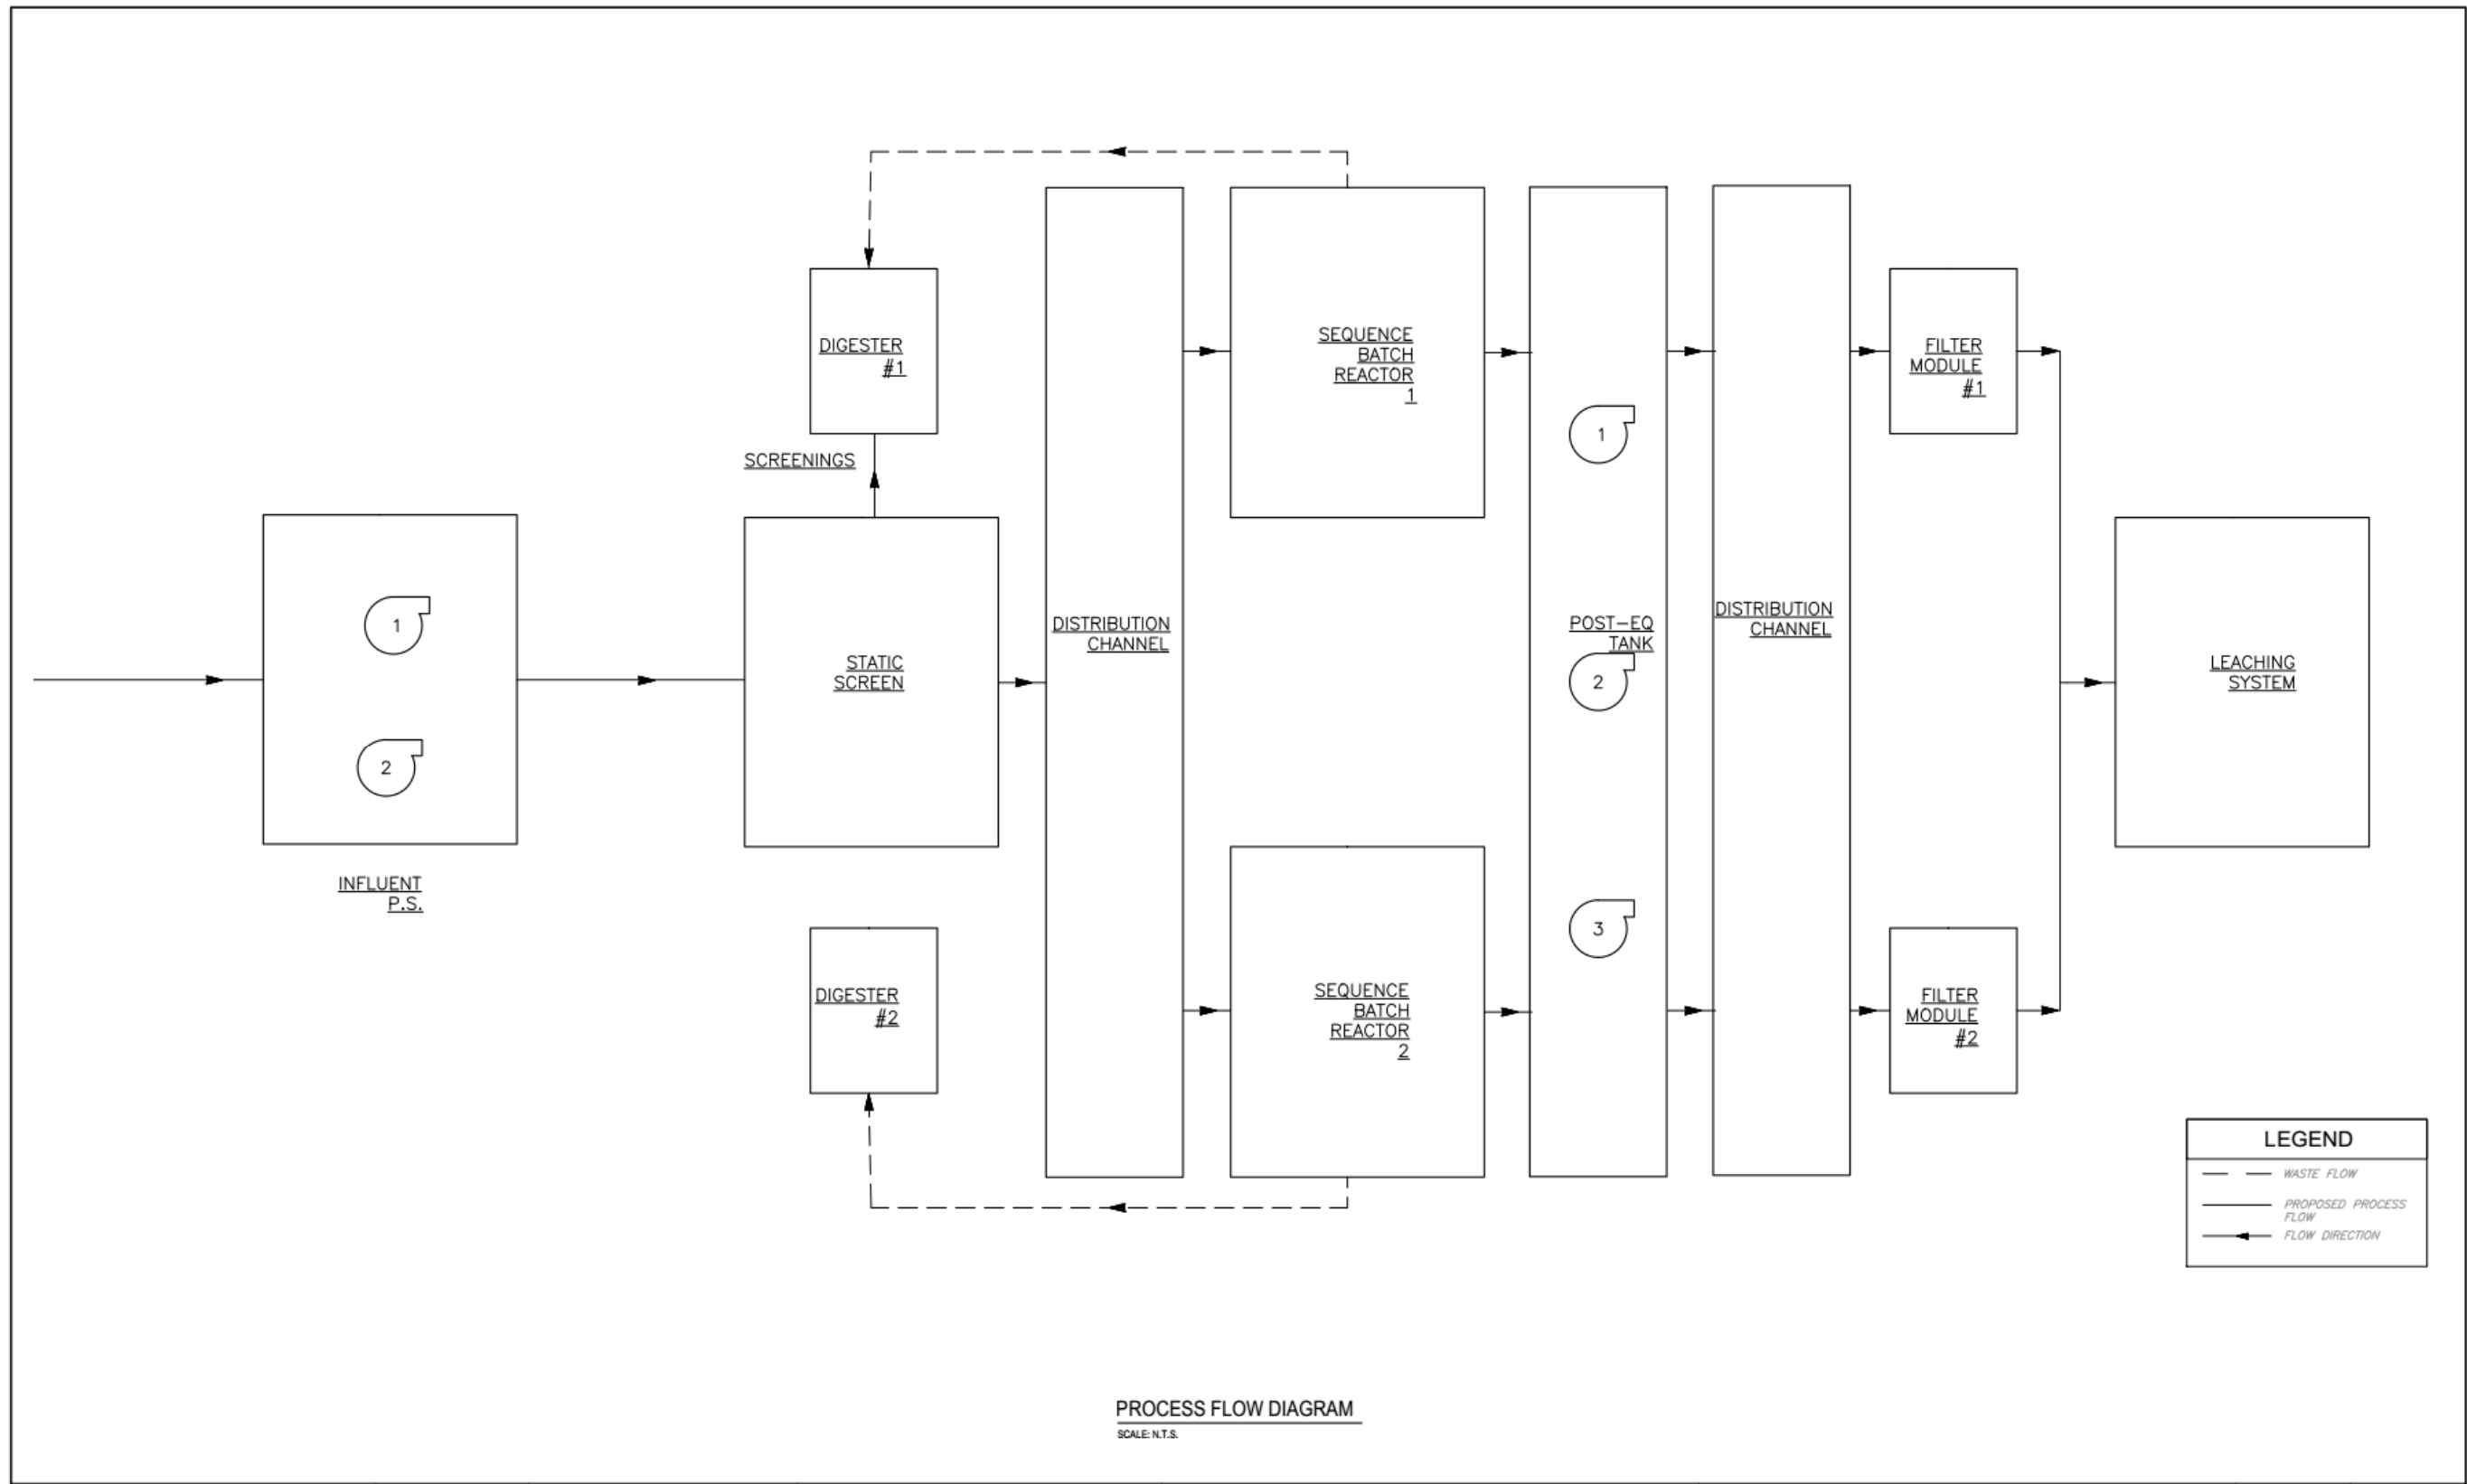 DIGESTER
#1
SCREENINGS
1
2
INFLUENT
P.S.
STATIC
SCREEN
DIGESTER
#2
DISTRIBUTION
CHANNEL
SEQUENCE
BATCH
REACTOR
1
SEQUENCE
BATCH
REACTOR
2
1
POST-EQ
TANK
2
3
DISTRIBUTION
CHANNEL
FILTER
MODULE
#1
FILTER
MODULE
#2
LEACHING
SYSTEM
LEGEND
WASTE FLOW
PROPOSED PROCESS
FLOW
FLOW DIRECTION
PROCESS FLOW DIAGRAM
SCALE: N.T.S.